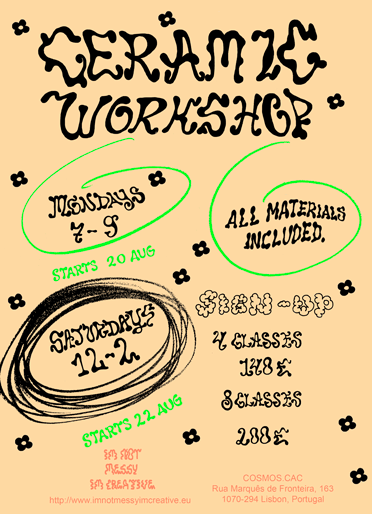 CERAMIC
WORKSHOP
MONDAYS
7-9
STARTS 20 AUG
ALL MATERIALS
INCLUDED.
SATURDAYS
12-2
STARTS 22 AUG
SIGN-UP
4 CLASSES
148 €
8 CLASSES
288 €
IM NOT
MESSY
IM CREATIVE
http://www.imnotmessyimcreative.eu
COSMOS.CAC
Rua Marquês de Fronteira, 163
1070-294 Lisbon, Portugal